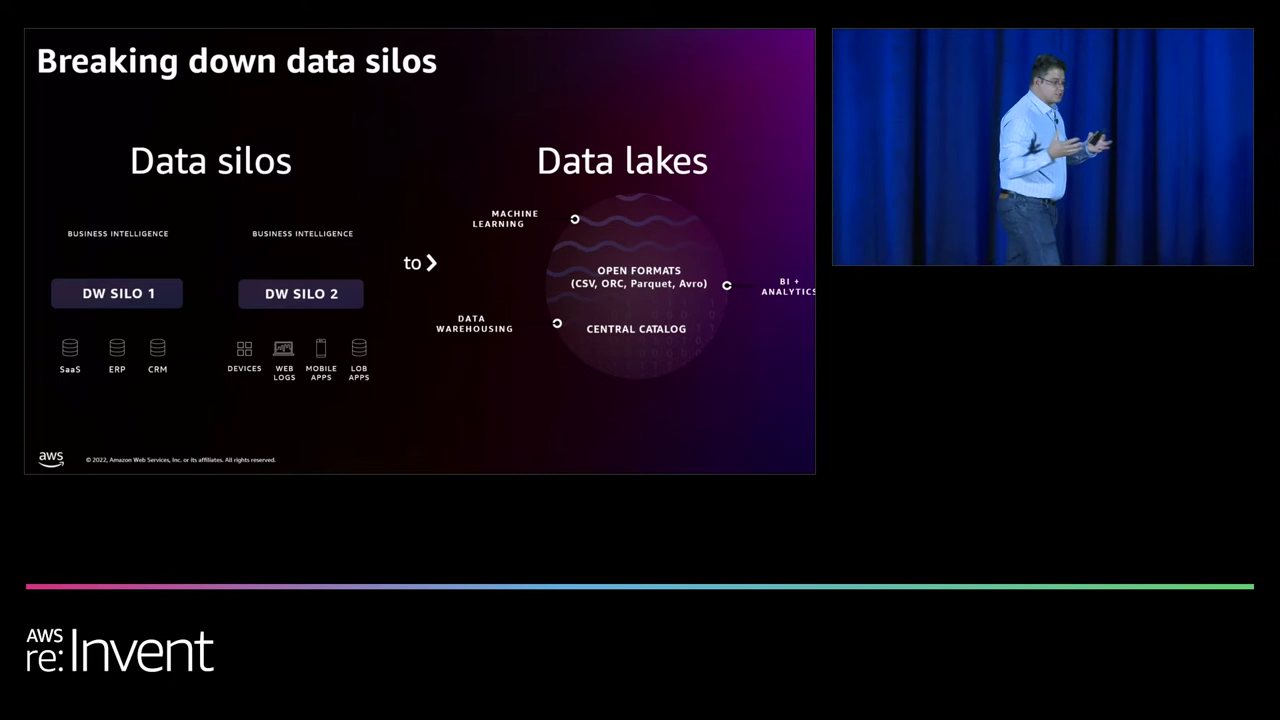 Breaking down data silos
Data silos
BUSINESS INTELLIGENCE
DW SILO 1
SaaS
ERP
CRM
BUSINESS INTELLIGENCE
DW SILO 2
DEVICES
WEB
LOGS
MOBILE
APPS
LOB
APPS
to
Data lakes
MACHINE
LEARNING
OPEN FORMATS
(CSV, ORC, Parquet, Avro)
BI +
ANALYTICS
DATA
WAREHOUSING
CENTRAL CATALOG
aws
© 2022, Amazon Web Services, Inc. or its affiliates. All rights reserved.
AWS
re:Invent